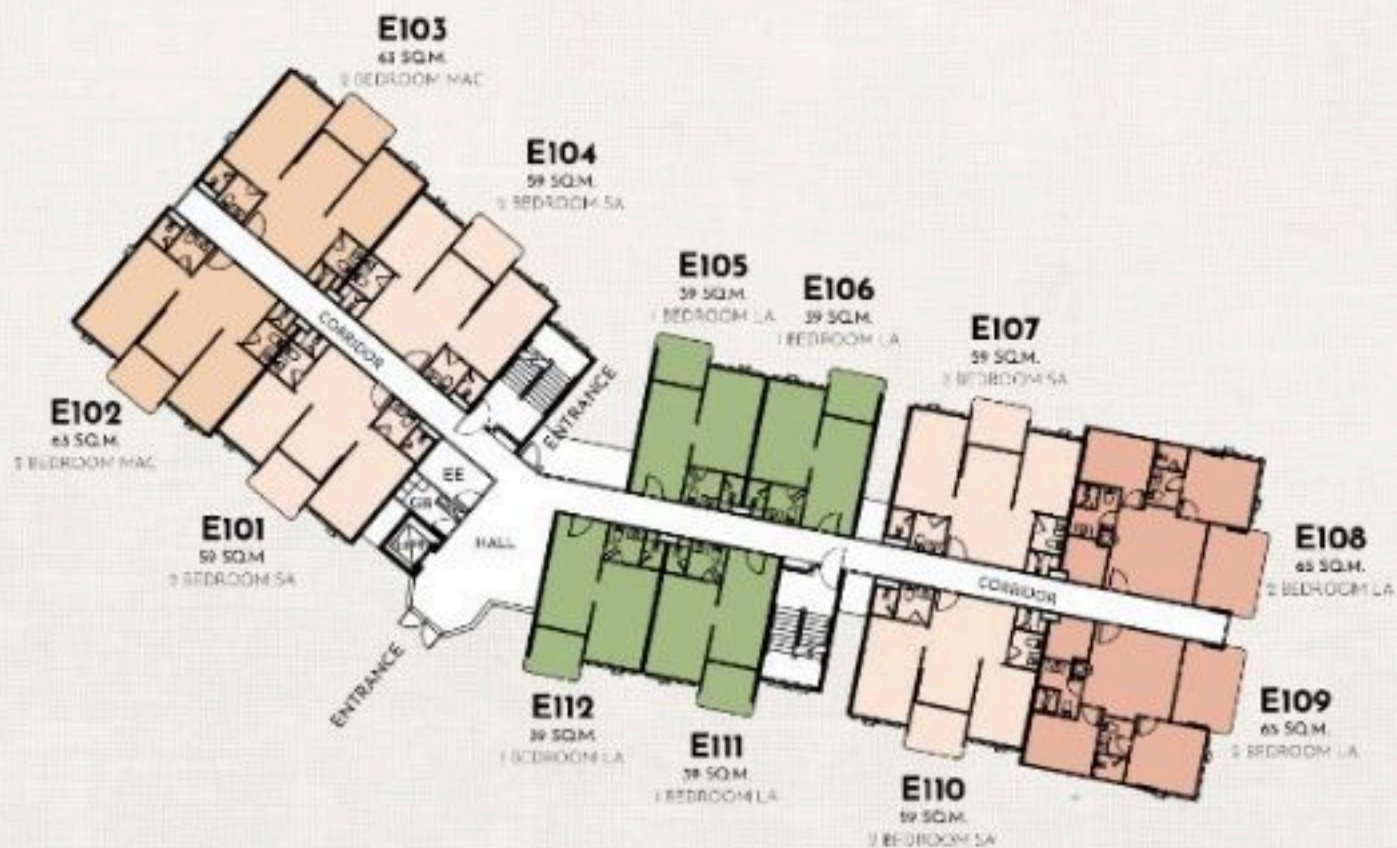 E103
63 SQ.M.
2 BEDROOM MAC
E104
59 SQ.M.
2 BEDROOM SA
E105
39 SQ.M.
1 BEDROOM LA
E106
39 SQ.M.
1 BEDROOM LA
E107
59 SQ.M.
2 BEDROOM SA
CORRIDOR
ENTRANCE
E102
63 SQ.M.
2 BEDROOM MAC
EE
GR
E101
59 SQ.M
2 BEDROOM SA
HALL
E108
65 SQ.M.
2 BEDROOM LA
CORRIDOR
ENTRANCE
E112
39 SQ.M.
1 BEDROOM LA
E111
39 SQ.M.
1 BEDROOM LA
E109
65 SQ.M.
2 BEDROOM LA
E110
59 SQ.M.
2 BEDROOM SA